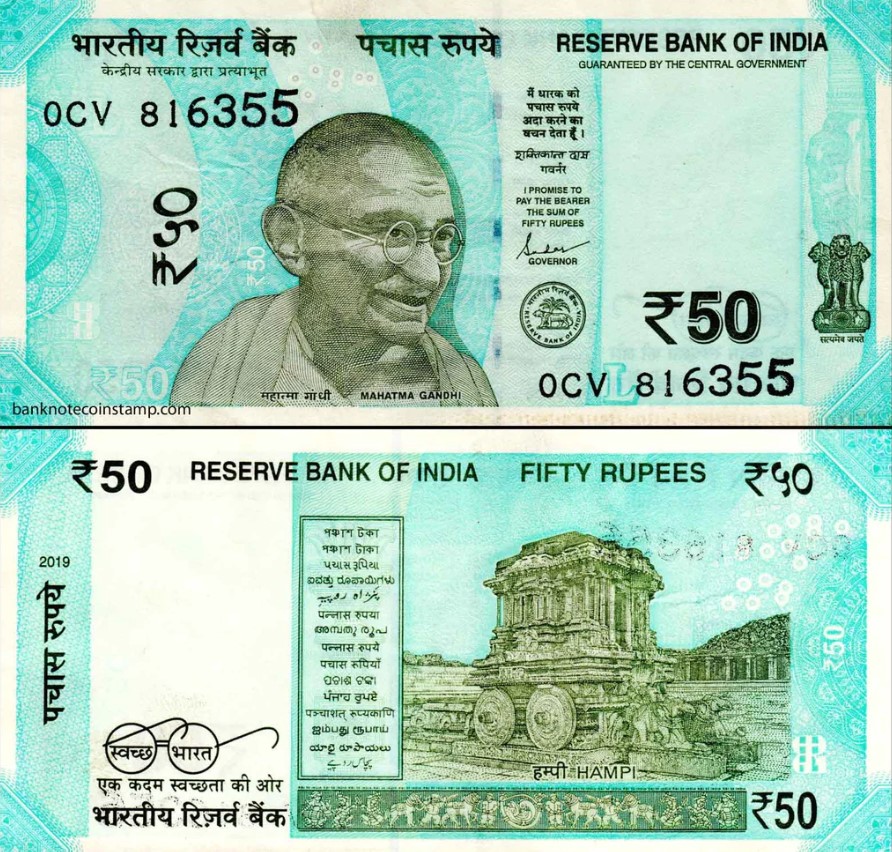 भारतीय रिज़र्व बैंक
केन्द्रीय सरकार द्वारा प्रत्याभूत
पचास रुपये
RESERVE BANK OF INDIA
GUARANTEED BY THE CENTRAL GOVERNMENT
0CV 816355
मैं धारक को
पचास रुपये
अदा करने का
वचन देता हूँ ।
शक्तिकान्त दास
गवर्नर
I PROMISE TO
PAY THE BEARER
THE SUM OF
FIFTY RUPEES
GOVERNOR
₹५०
₹50
₹50
₹50
L
सत्यमेव जयते
0CV 816355
महात्मा गांधी
MAHATMA GANDHI
banknotecoinstamp.com
₹50
RESERVE BANK OF INDIA
FIFTY RUPEES
₹५०
2019
पचास रुपये
পঞ্চাশ টকা
পঞ্চাশ টাকা
પચાસ રૂપિયા
ಐವತ್ತು ರೂಪಾಯಿಗಳು
پَنٛژاہ رۄپیہِ
पन्नास रुपया
അമ്പതു രൂപ
पन्नास रुपये
पचास रुपियाँ
ପଚାଶ ଟଙ୍କା
ਪੰਜਾਹ ਰੁਪਏ
पञ्चाशत् रुप्यकाणि
ஐம்பது ரூபாய்
యాభై రూపాయలు
پچاس روپے
₹50
हम्पी HAMPI
स्वच्छ भारत
एक कदम स्वच्छता की ओर
भारतीय रिज़र्व बैंक
₹50